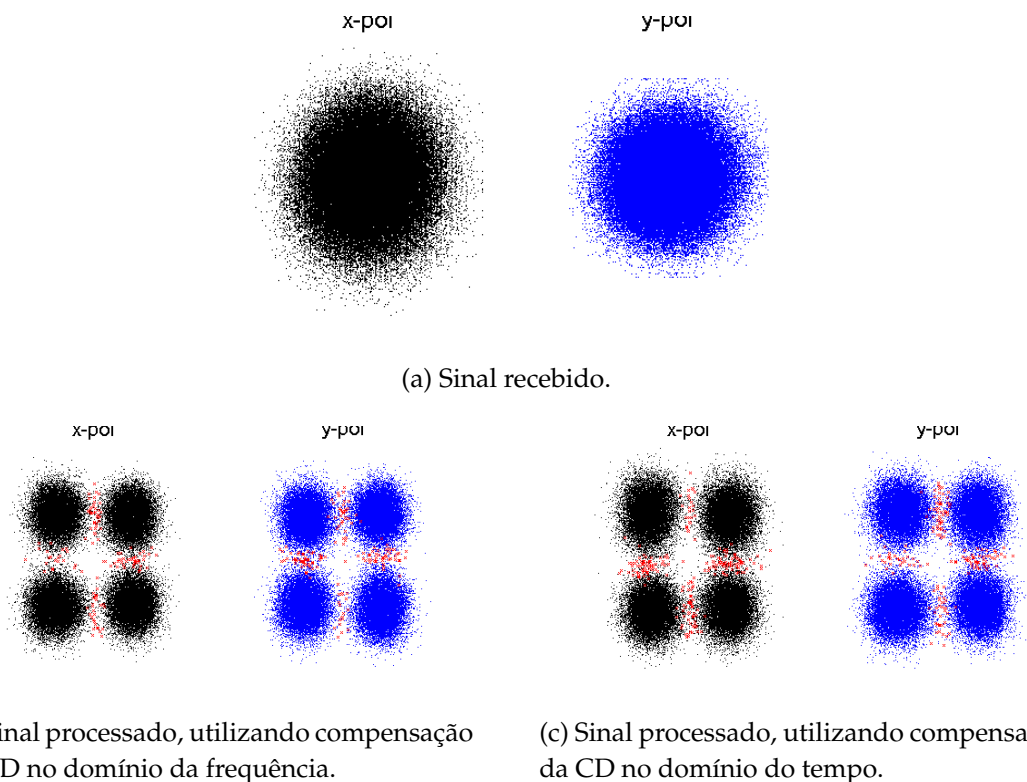 x-pol
y-pol
(a) Sinal recebido.
x-pol
y-pol
x-pol
y-pol
inal processado, utilizando compensação
D no domínio da frequência.
(c) Sinal processado, utilizando compensa
da CD no domínio do tempo.